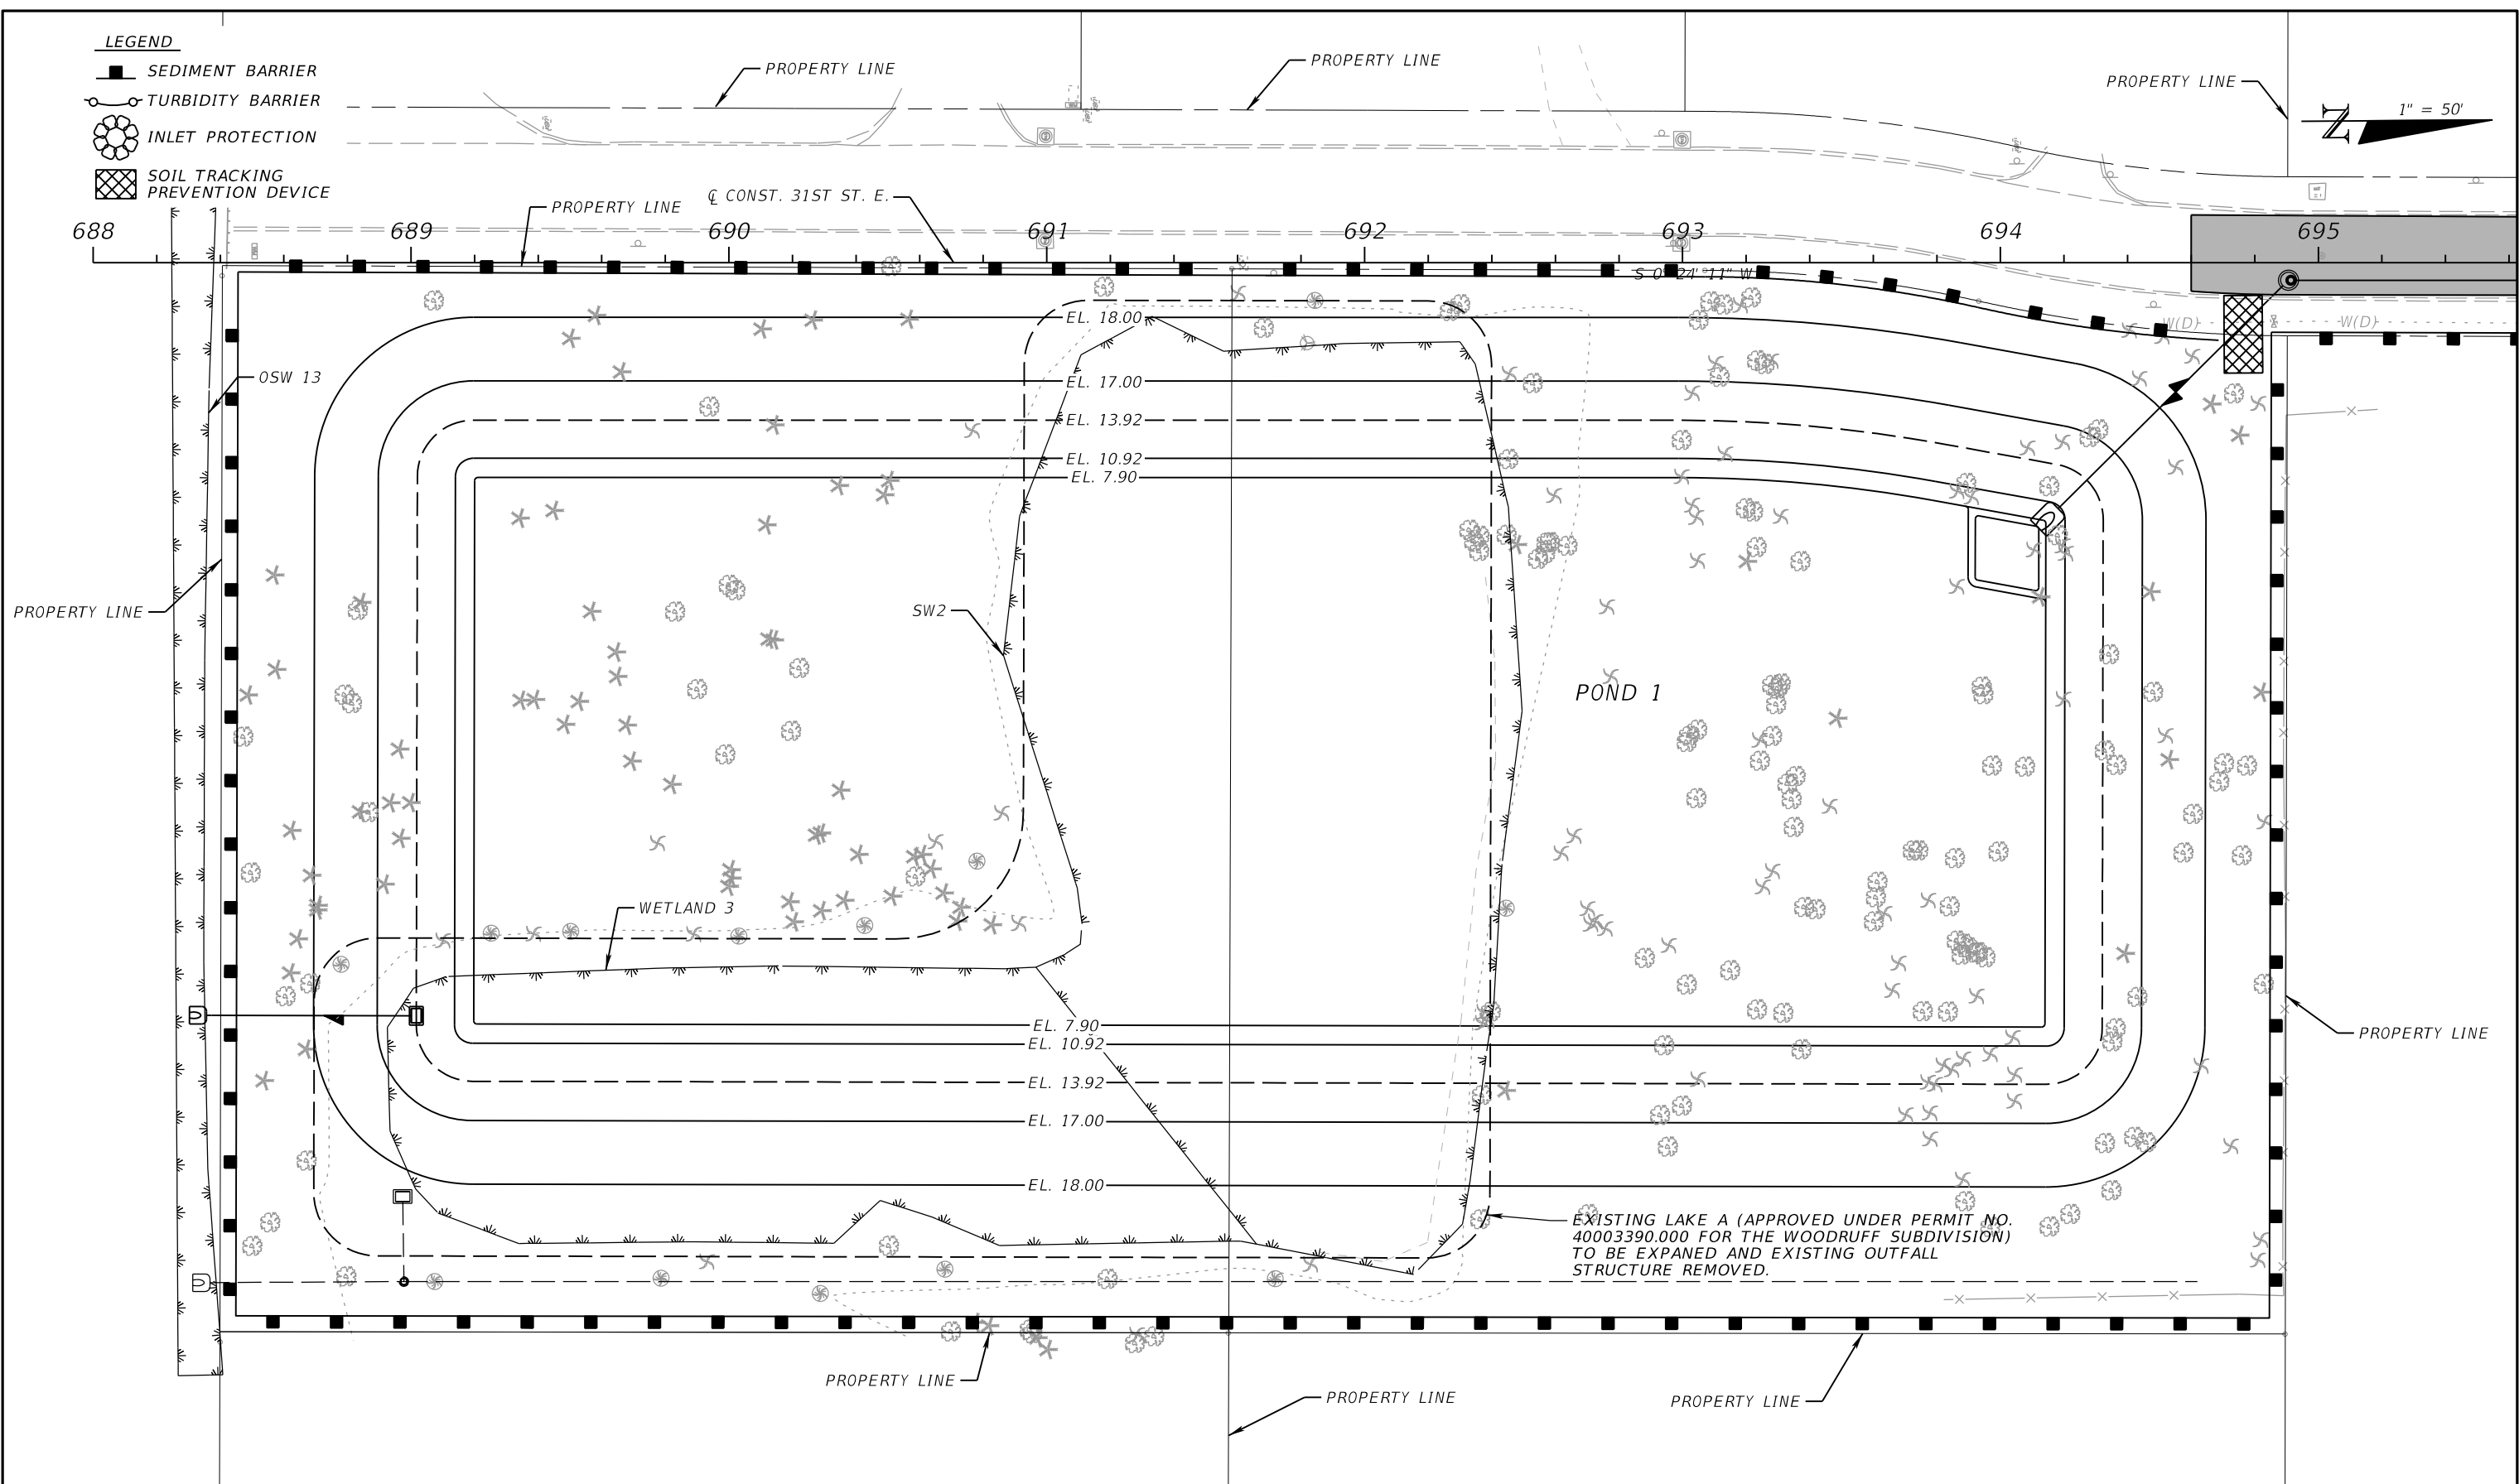 LEGEND
SEDIMENT BARRIER
TURBIDITY BARRIER
INLET PROTECTION
SOIL TRACKING
PREVENTION DEVICE
PROPERTY LINE
PROPERTY LINE
PROPERTY LINE
N
1" = 50'
PROPERTY LINE
℄ CONST. 31ST ST. E.
688
689
690
691
692
693
694
695
S 0° 24' 11" W
W(D)
W(D)
EL. 18.00
OSW 13
EL. 17.00
EL. 13.92
EL. 10.92
EL. 7.90
PROPERTY LINE
SW2
POND 1
WETLAND 3
EL. 7.90
EL. 10.92
PROPERTY LINE
EL. 13.92
EL. 17.00
EL. 18.00
EXISTING LAKE A (APPROVED UNDER PERMIT NO.
40003390.000 FOR THE WOODRUFF SUBDIVISION)
TO BE EXPANED AND EXISTING OUTFALL
STRUCTURE REMOVED.
PROPERTY LINE
PROPERTY LINE
PROPERTY LINE